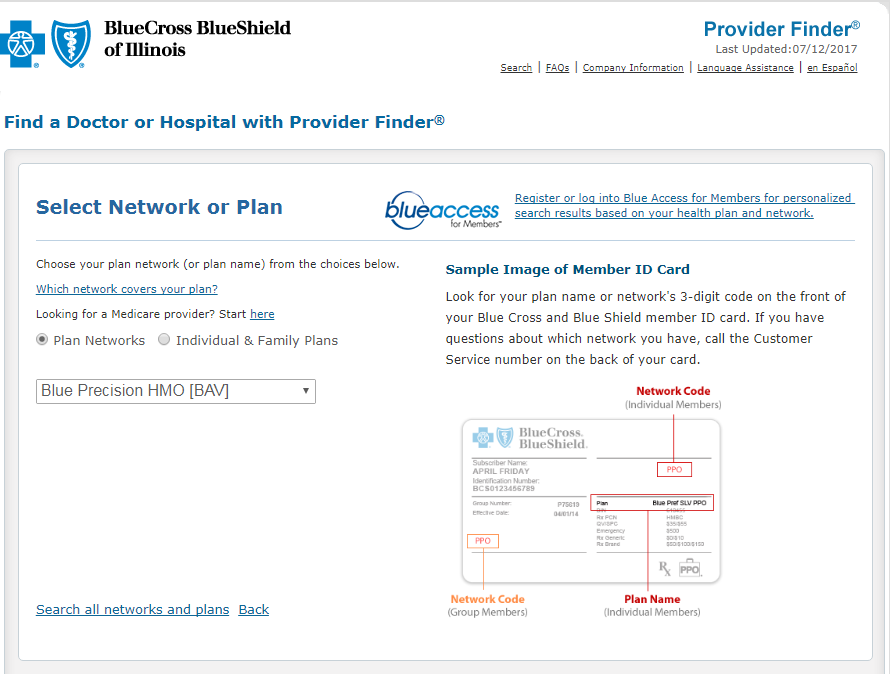 BlueCross BlueShield
of Illinois
Provider Finder®
Last Updated:07/12/2017
Search | FAQs | Company Information | Language Assistance | en Español
Find a Doctor or Hospital with Provider Finder®
Select Network or Plan
blueaccess
for Members℠
Register or log into Blue Access for Members for personalized
search results based on your health plan and network.
Choose your plan network (or plan name) from the choices below.
Which network covers your plan?
Looking for a Medicare provider? Start here
Plan Networks Individual & Family Plans
Blue Precision HMO [BAV]
Search all networks and plans Back
Sample Image of Member ID Card
Look for your plan name or network's 3-digit code on the front of
your Blue Cross and Blue Shield member ID card. If you have
questions about which network you have, call the Customer
Service number on the back of your card.
Network Code
(Individual Members)
BlueCross.
BlueShield.
Subscriber Name:
APRIL FRIDAY
Identification Number:
BCS0123456789
PPO
Group Number: P75813
Effective Date: 04/01/14
Plan Blue Pref SLV PPO
Rx PCN HMBC
OV/SPC $35/$55
Emergency $500
Rx Generic $0/$10
Rx Brand $50/$100/$150
PPO
Rx PPO
Network Code
(Group Members)
Plan Name
(Individual Members)